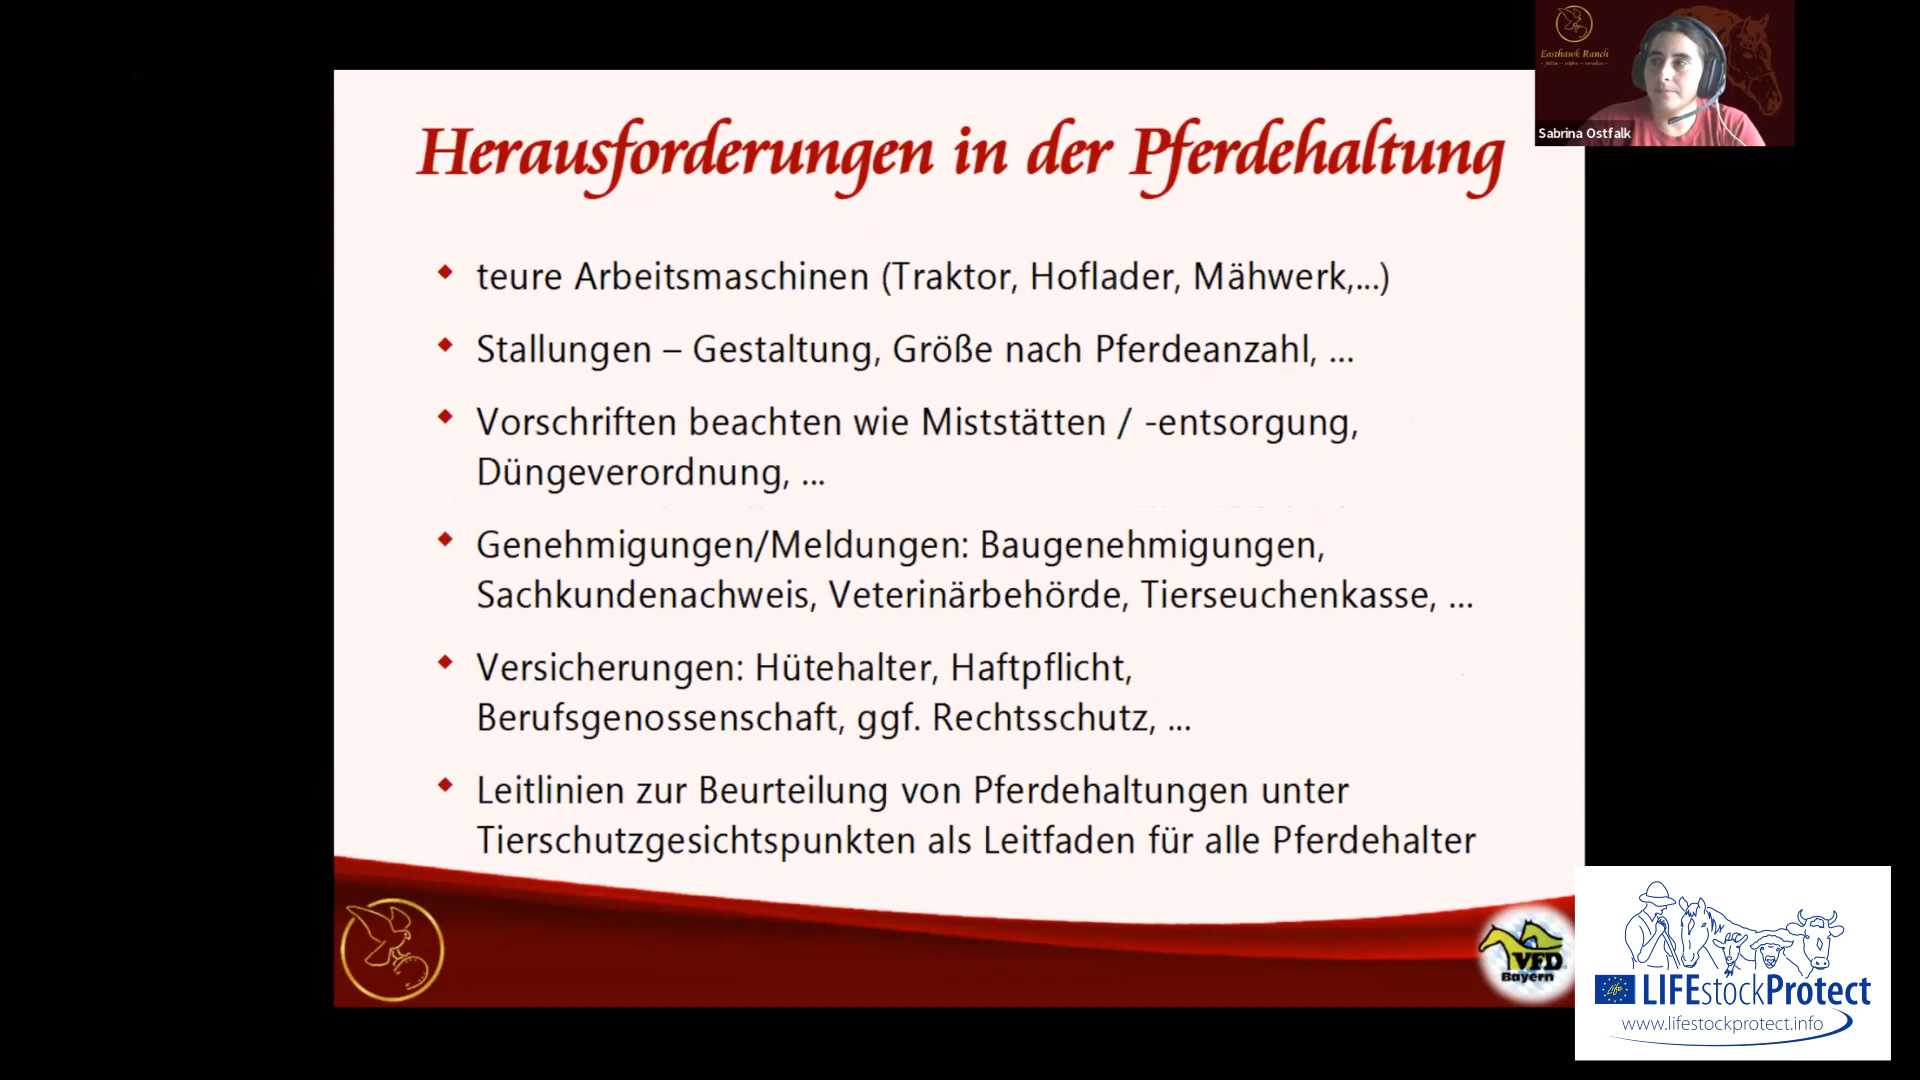 Easthawk Ranch
Sabrina Ostfalk
Herausforderungen in der Pferdehaltung
teure Arbeitsmaschinen (Traktor, Hoflader, Mähwerk,...)
Stallungen – Gestaltung, Größe nach Pferdeanzahl, ...
Vorschriften beachten wie Miststätten / -entsorgung,
Düngeverordnung, ...
Genehmigungen/Meldungen: Baugenehmigungen,
Sachkundenachweis, Veterinärbehörde, Tierseuchenkasse, ...
Versicherungen: Hütehalter, Haftpflicht,
Berufsgenossenschaft, ggf. Rechtsschutz, ...
Leitlinien zur Beurteilung von Pferdehaltungen unter
Tierschutzgesichtspunkten als Leitfaden für alle Pferdehalter
VFD
Bayern
Life
LIFEstockProtect
www.lifestockprotect.info